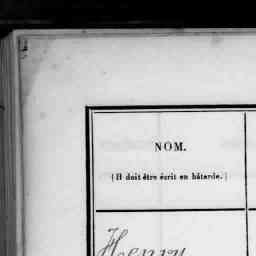 NOM.
( Il doit être écrit en bâtarde. )
Henry